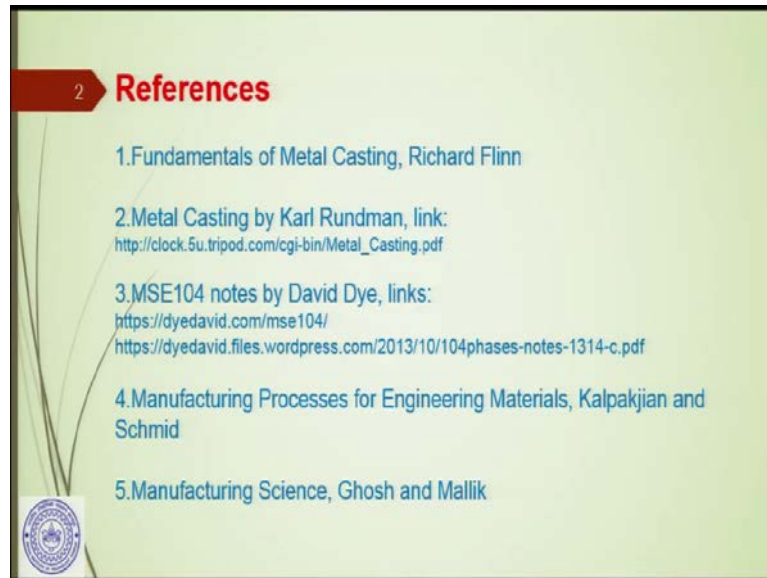 2
References
1.Fundamentals of Metal Casting, Richard Flinn
2.Metal Casting by Karl Rundman, link:
http://clock.5u.tripod.com/cgi-bin/Metal_Casting.pdf
3.MSE104 notes by David Dye, links:
https://dyedavid.com/mse104/
https://dyedavid.files.wordpress.com/2013/10/104phases-notes-1314-c.pdf
4.Manufacturing Processes for Engineering Materials, Kalpakjian and
Schmid
5.Manufacturing Science, Ghosh and Mallik